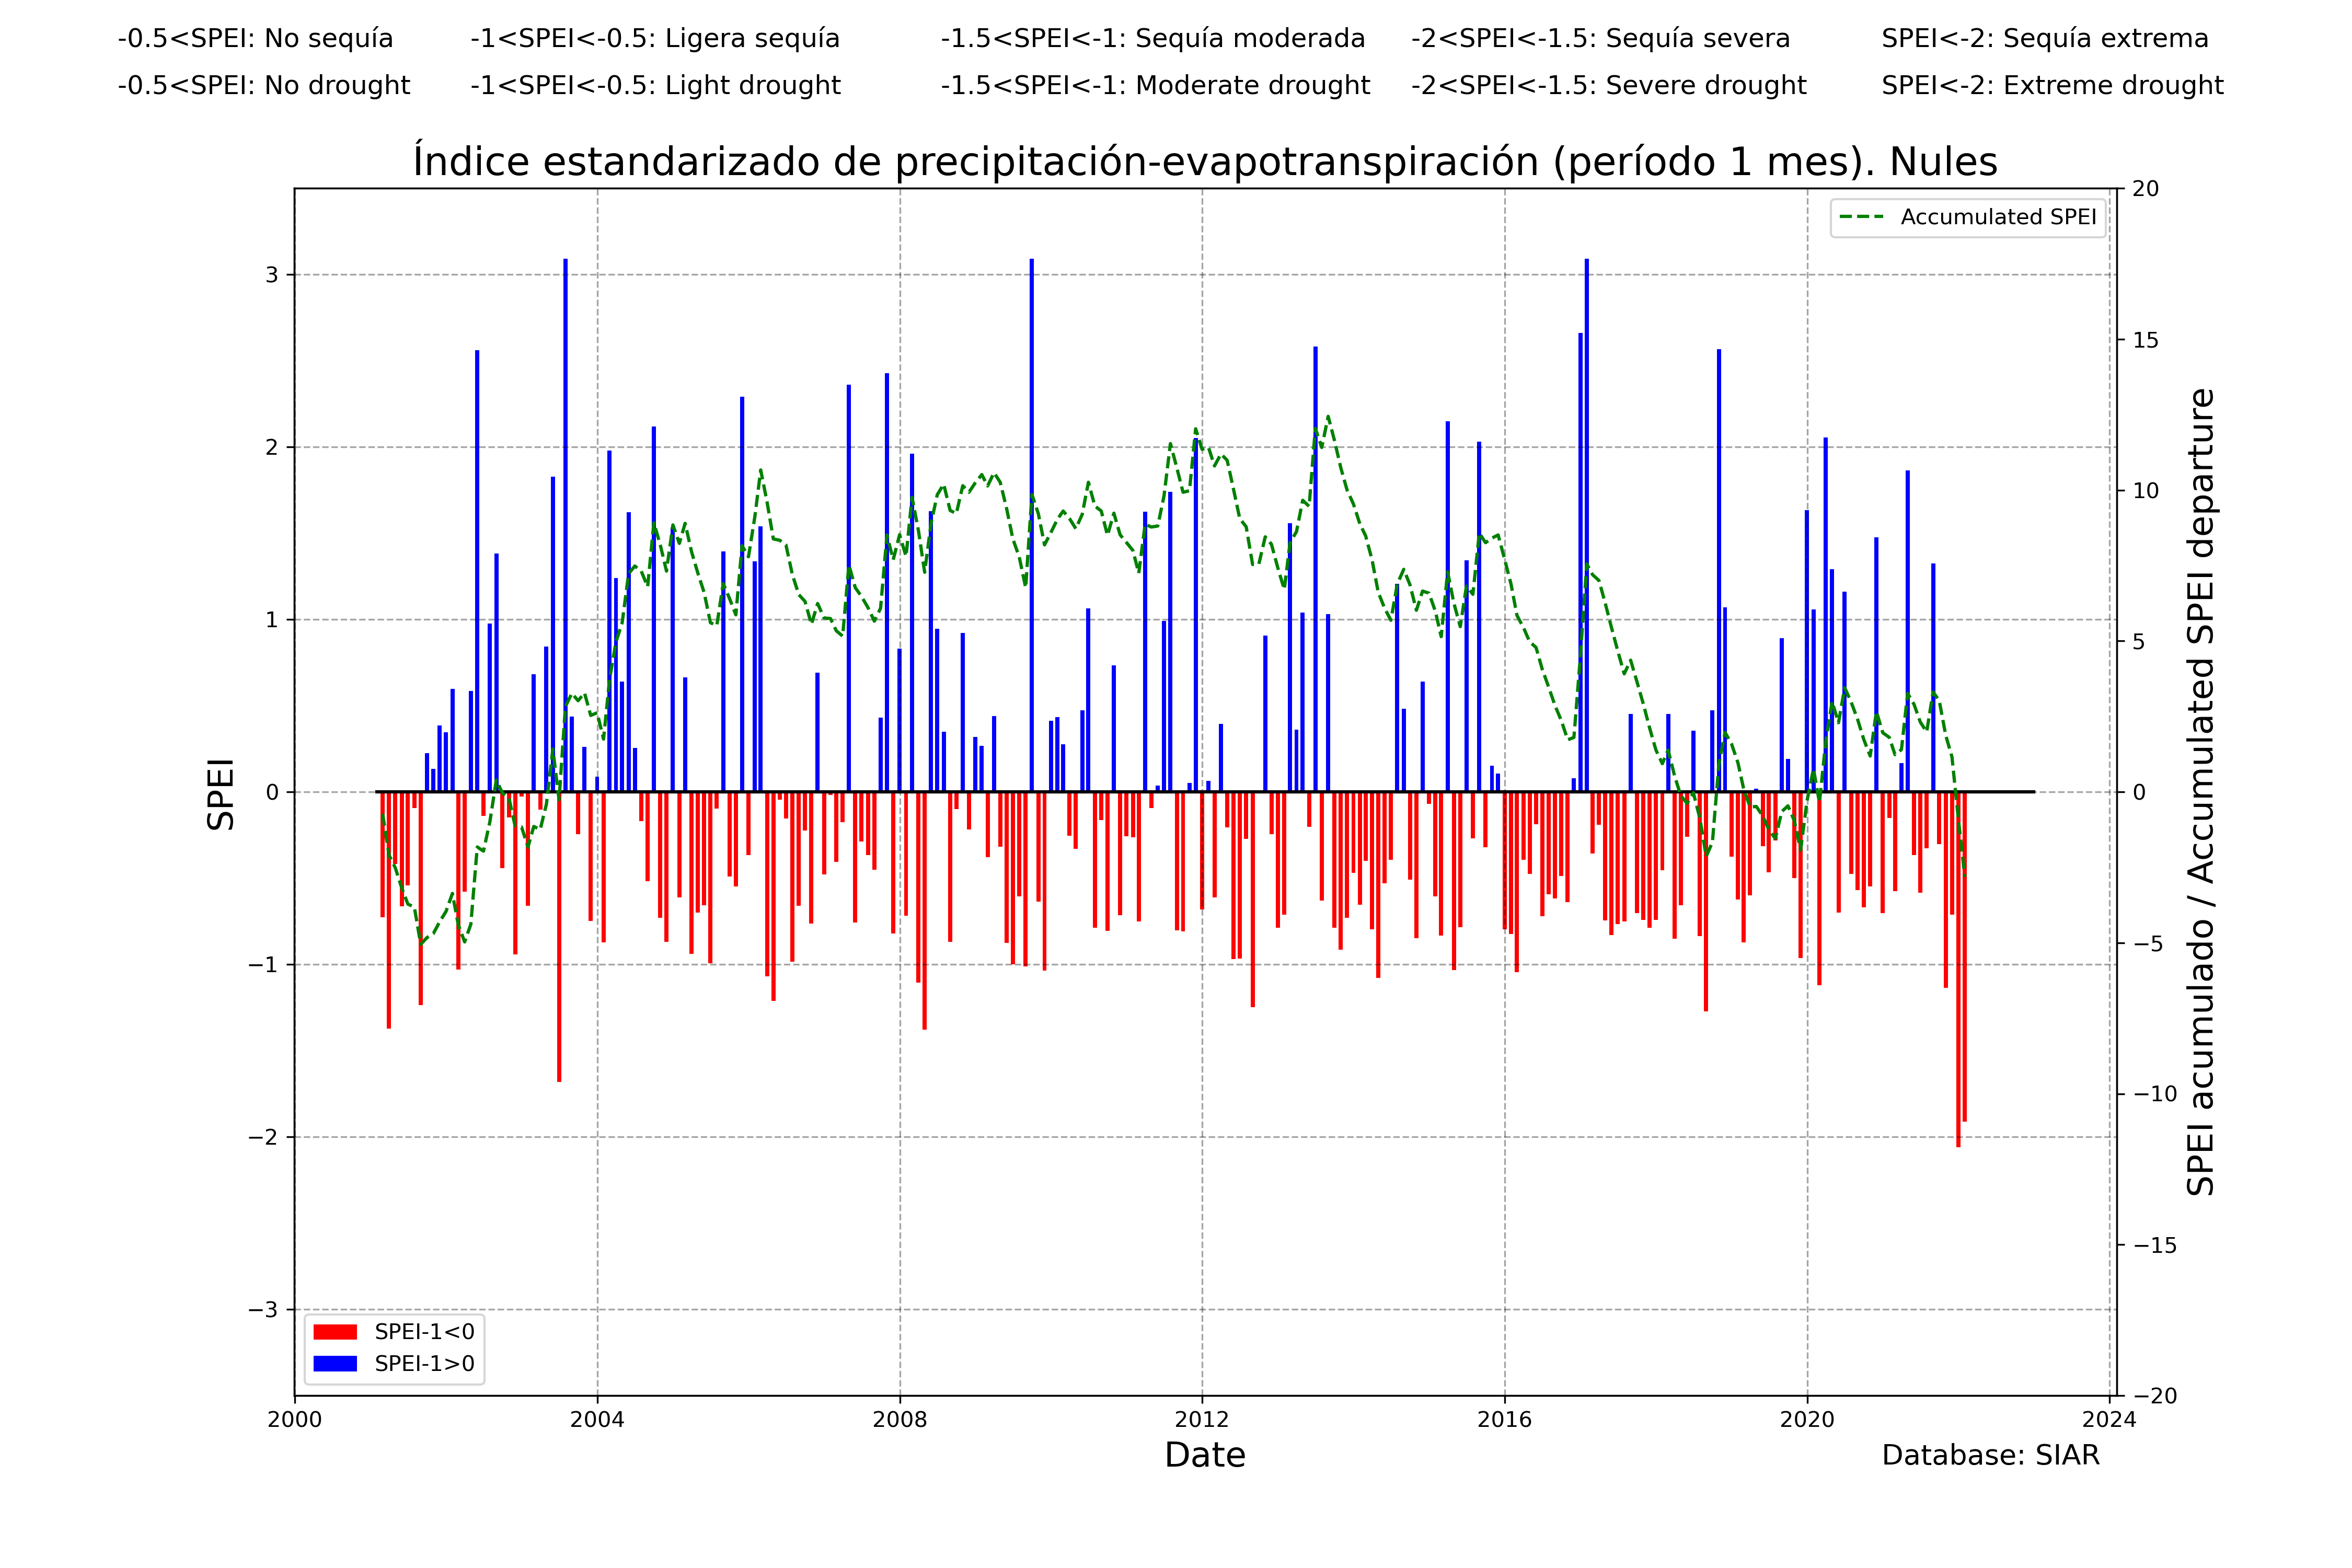 -0.5<SPEI: No sequía -1<SPEI<-0.5: Ligera sequía -1.5<SPEI<-1: Sequía moderada -2<SPEI<-1.5: Sequía severa SPEI<-2: Sequía extrema
-0.5<SPEI: No drought -1<SPEI<-0.5: Light drought -1.5<SPEI<-1: Moderate drought -2<SPEI<-1.5: Severe drought SPEI<-2: Extreme drought
Índice estandarizado de precipitación-evapotranspiración (período 1 mes). Nules
Accumulated SPEI
SPEI
3
2
1
0
−1
−2
−3
20
15
10
5
0
−5
−10
−15
−20
SPEI acumulado / Accumulated SPEI departure
SPEI-1<0
SPEI-1>0
2000 2004 2008 2012 2016 2020 2024
Date
Database: SIAR